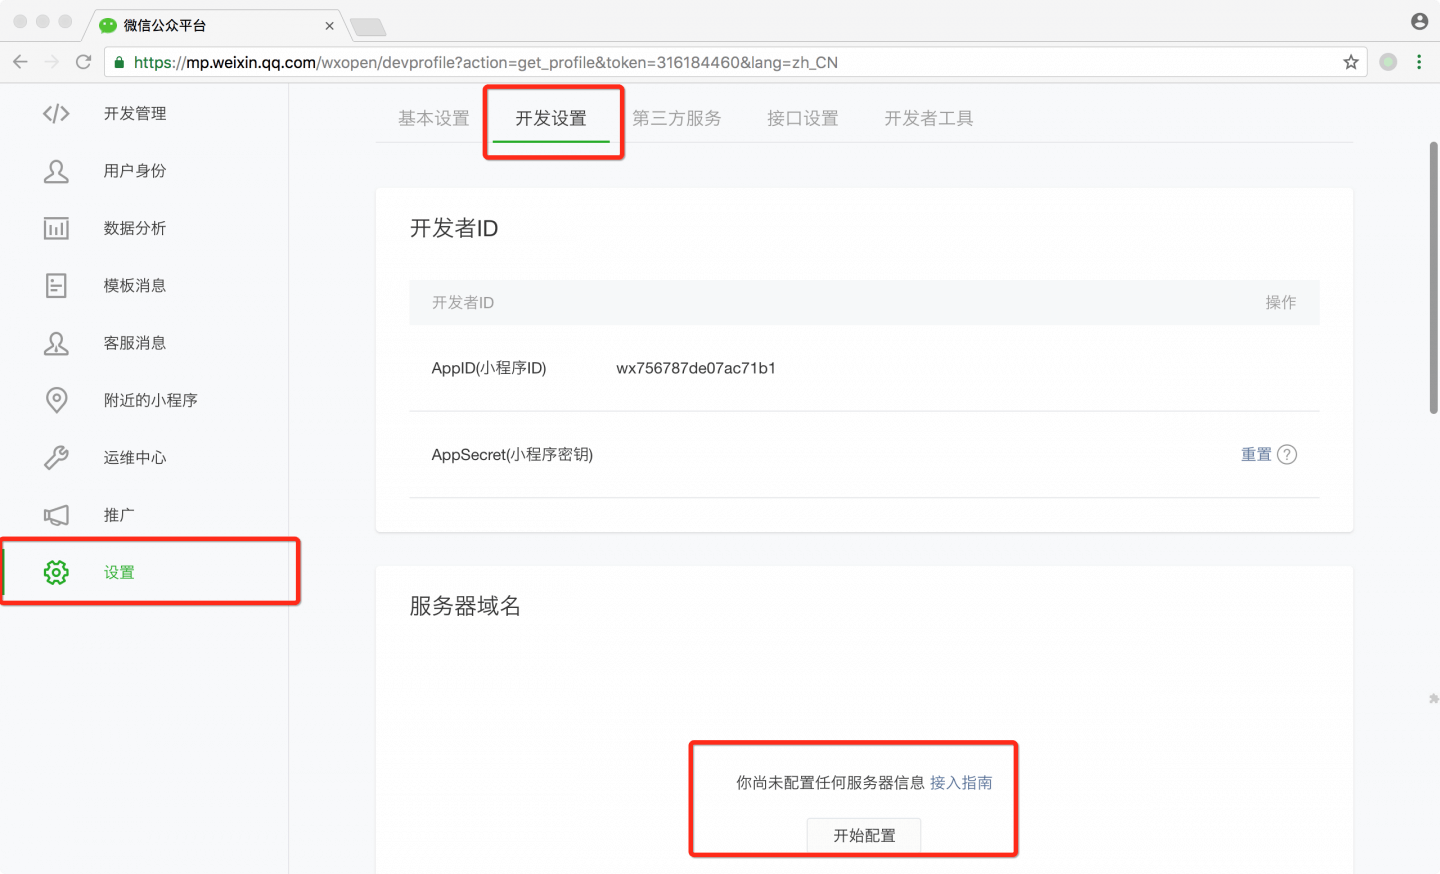 微信公众平台
https://mp.weixin.qq.com/wxopen/devprofile?action=get_profile&token=316184460&lang=zh_CN
开发管理
用户身份
数据分析
模板消息
客服消息
附近的小程序
运维中心
推广
设置
基本设置 开发设置 第三方服务 接口设置 开发者工具
开发者ID
开发者ID 操作
AppID(小程序ID) wx756787de07ac71b1
AppSecret(小程序密钥) 重置 ?
服务器域名
你尚未配置任何服务器信息 接入指南
开始配置